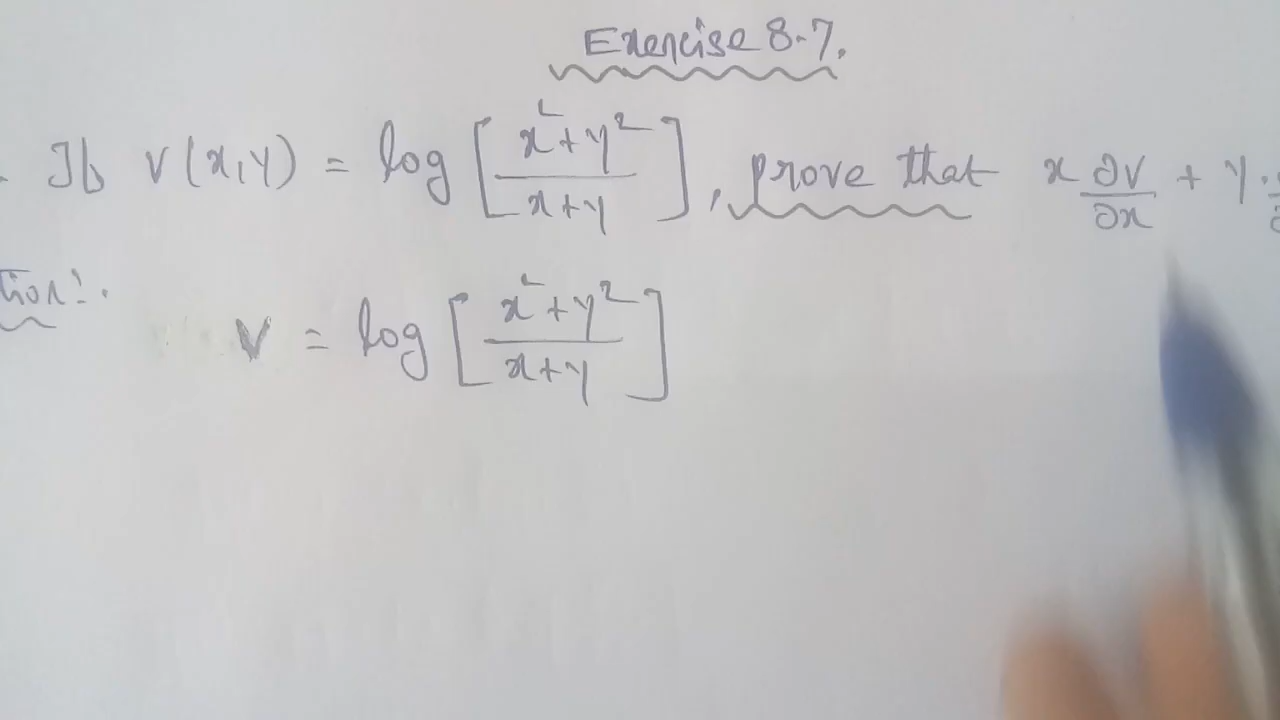 Exercise 8.7.
If v(x,y) = log [x²+y² / x+y], prove that x ∂v/∂x + y.
tion:.
v = log [x²+y² / x+y]